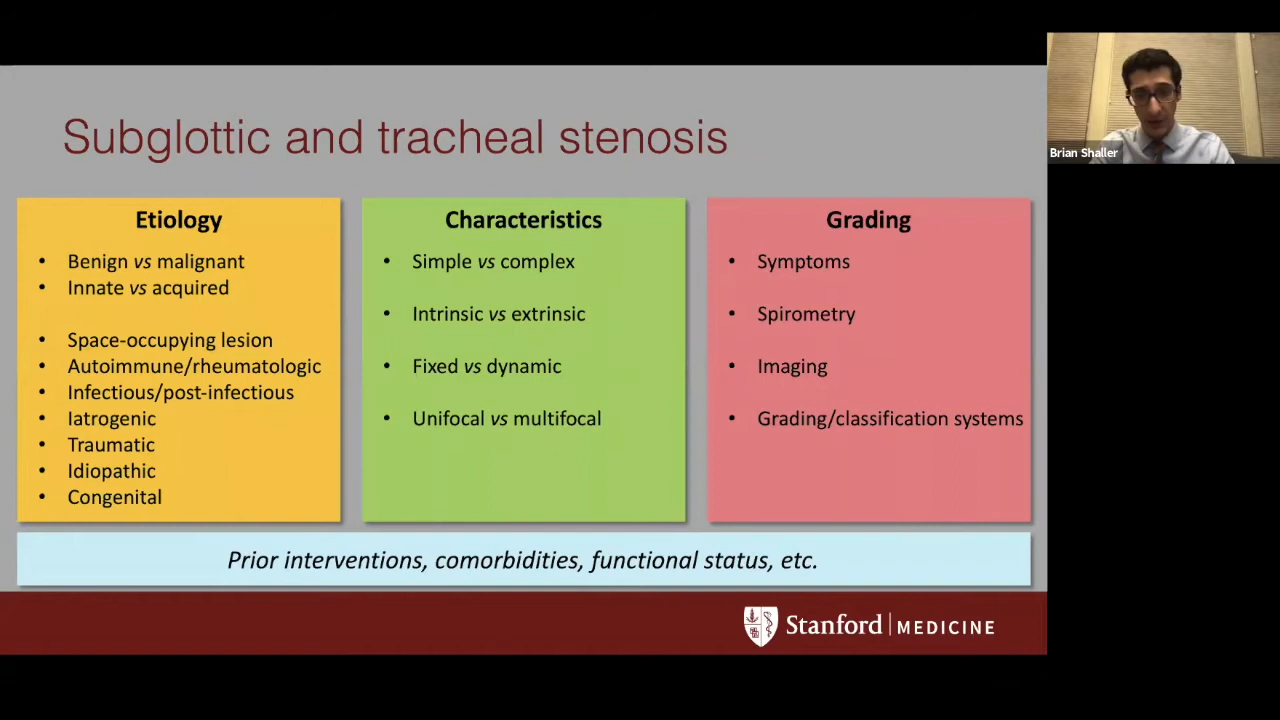 Subglottic and tracheal stenosis
Etiology
• Benign vs malignant
• Innate vs acquired
• Space-occupying lesion
• Autoimmune/rheumatologic
• Infectious/post-infectious
• Iatrogenic
• Traumatic
• Idiopathic
• Congenital
Characteristics
• Simple vs complex
• Intrinsic vs extrinsic
• Fixed vs dynamic
• Unifocal vs multifocal
Grading
• Symptoms
• Spirometry
• Imaging
• Grading/classification systems
Prior interventions, comorbidities, functional status, etc.
Stanford MEDICINE
Brian Shaller